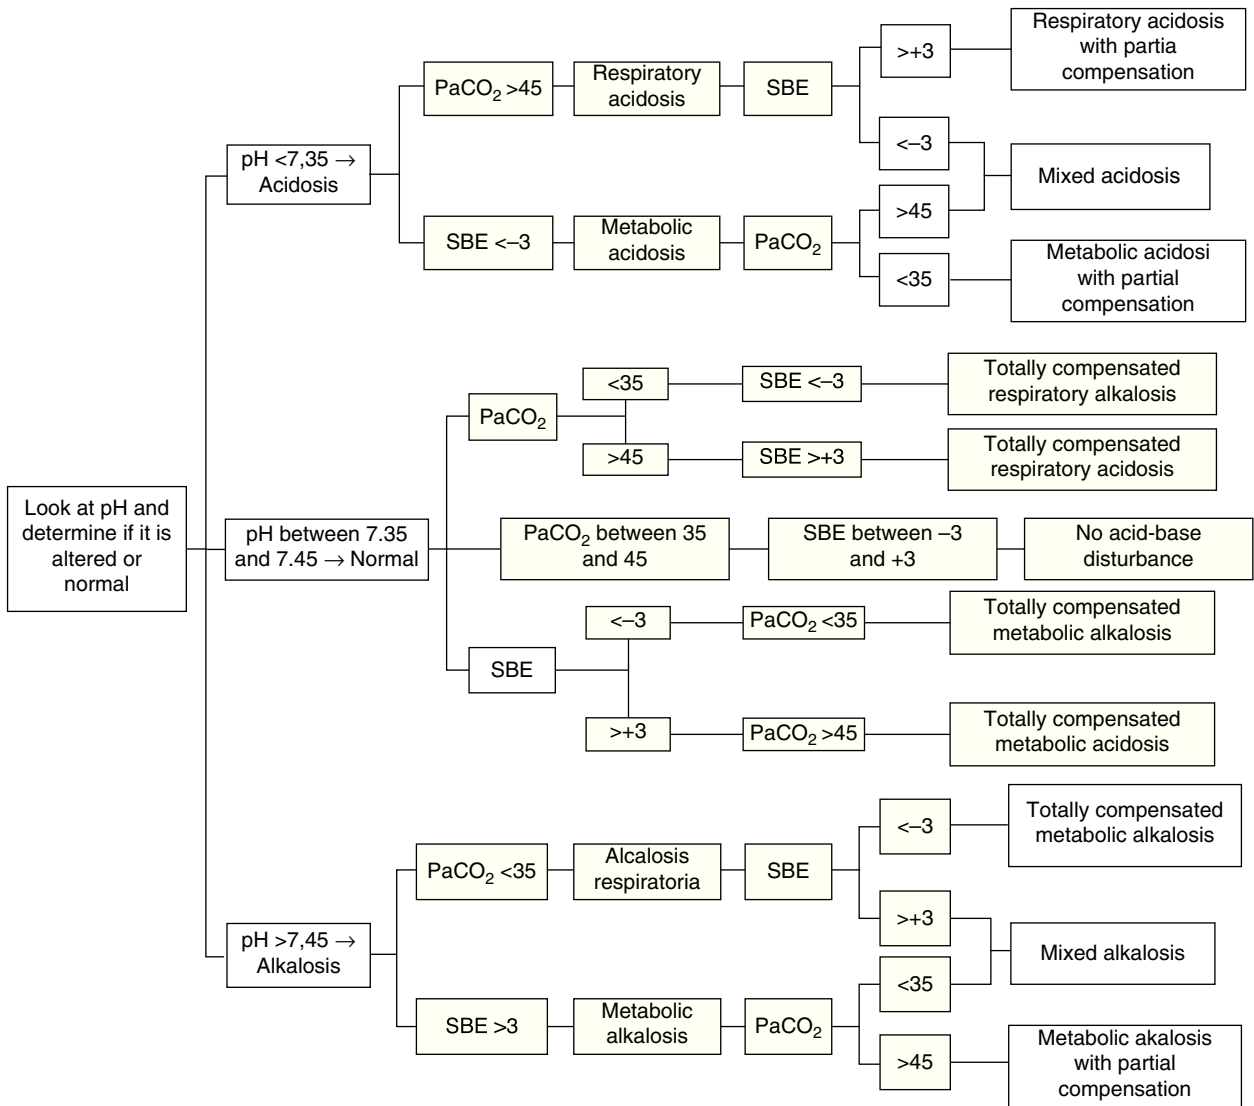 Look at pH and
determine if it is
altered or
normal
pH <7,35 →
Acidosis
PaCO2 >45
Respiratory
acidosis
SBE
>+3
Respiratory acidosis
with partia
compensation
<–3
Mixed acidosis
SBE <–3
Metabolic
acidosis
PaCO2
>45
<35
Metabolic acidosi
with partial
compensation
pH between 7.35
and 7.45 → Normal
PaCO2
<35
SBE <–3
Totally compensated
respiratory alkalosis
>45
SBE >+3
Totally compensated
respiratory acidosis
PaCO2 between 35
and 45
SBE between –3
and +3
No acid-base
disturbance
SBE
<–3
PaCO2 <35
Totally compensated
metabolic alkalosis
>+3
PaCO2 >45
Totally compensated
metabolic acidosis
pH >7,45 →
Alkalosis
PaCO2 <35
Alcalosis
respiratoria
SBE
<–3
Totally compensated
metabolic alkalosis
>+3
Mixed alkalosis
SBE >3
Metabolic
alkalosis
PaCO2
<35
>45
Metabolic akalosis
with partial
compensation